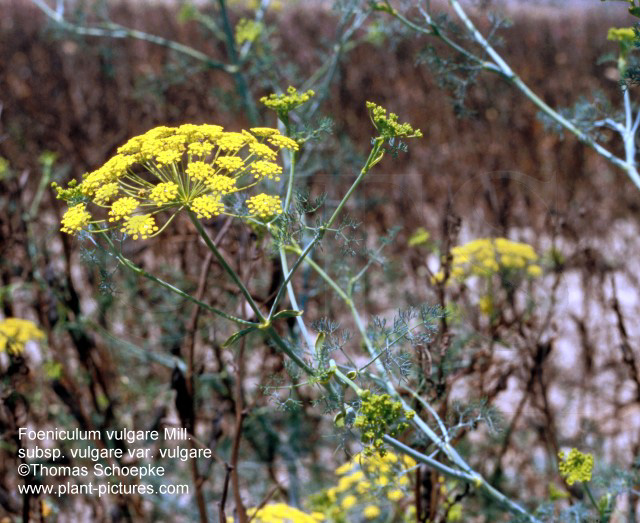 Foeniculum vulgare Mill.
subsp. vulgare var. vulgare
©Thomas Schoepke
www.plant-pictures.com